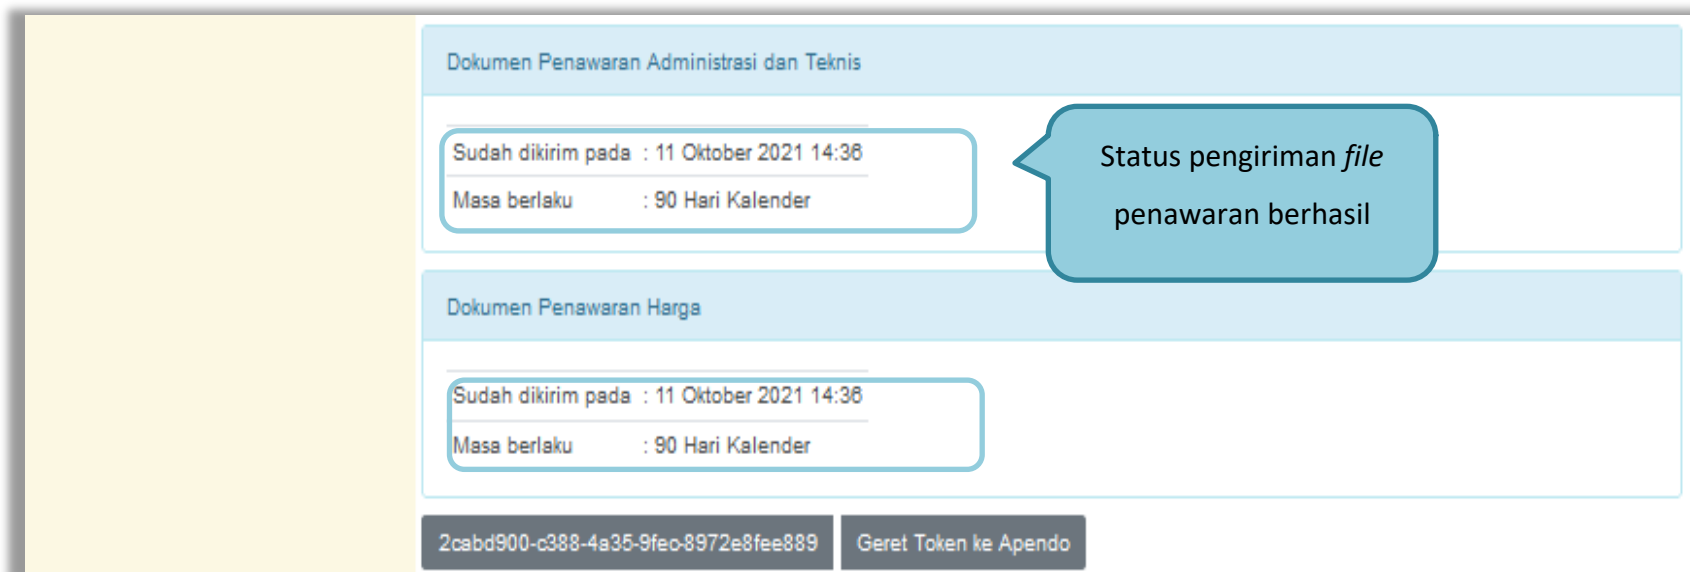 Dokumen Penawaran Administrasi dan Teknis
Sudah dikirim pada : 11 Oktober 2021 14:36
Masa berlaku : 90 Hari Kalender
Status pengiriman file
penawaran berhasil
Dokumen Penawaran Harga
Sudah dikirim pada : 11 Oktober 2021 14:36
Masa berlaku : 90 Hari Kalender
2cabd900-c388-4a35-9fec-8972e8fee889
Geret Token ke Apendo